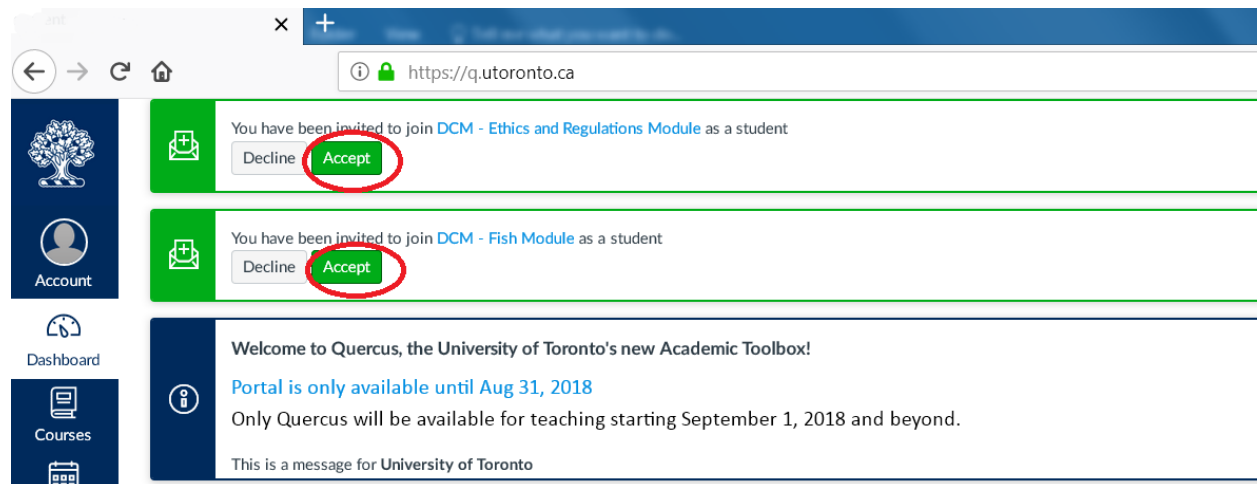 https://q.utoronto.ca
You have been invited to join DCM - Ethics and Regulations Module as a student
Decline
Accept
You have been invited to join DCM - Fish Module as a student
Decline
Accept
Account
Dashboard
Courses
Welcome to Quercus, the University of Toronto's new Academic Toolbox!
Portal is only available until Aug 31, 2018
Only Quercus will be available for teaching starting September 1, 2018 and beyond.
This is a message for University of Toronto